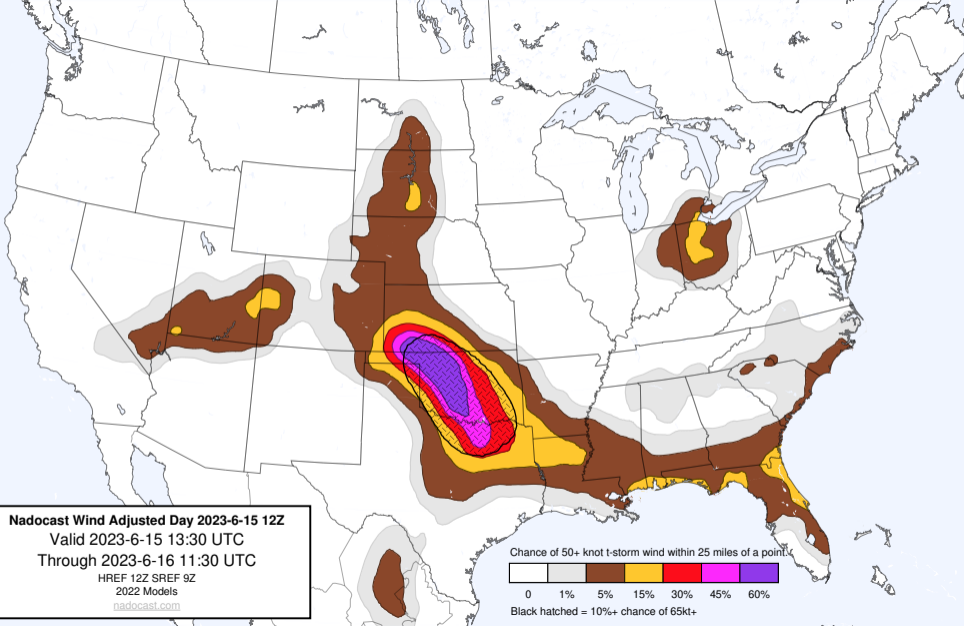 Nadocast Wind Adjusted Day 2023-6-15 12Z
Valid 2023-6-15 13:30 UTC
Through 2023-6-16 11:30 UTC
HREF 12Z SREF 9Z
2022 Models
nadocast.com
Chance of 50+ knot t-storm wind within 25 miles of a point.
0 1% 5% 15% 30% 45% 60%
Black hatched = 10%+ chance of 65kt+